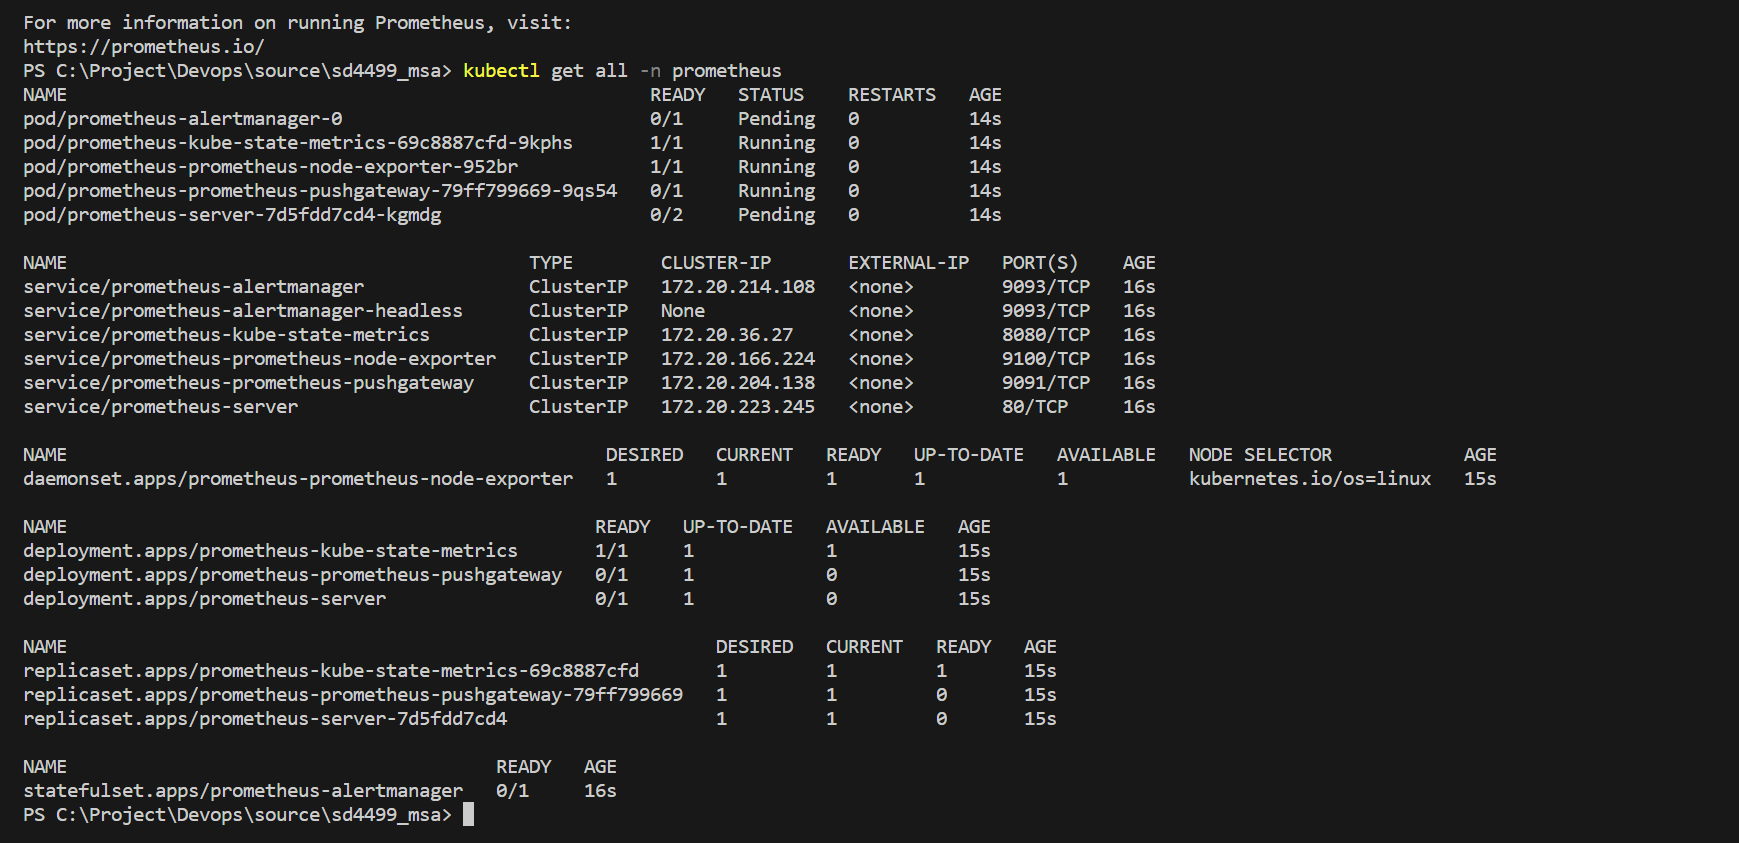 For more information on running Prometheus, visit:
https://prometheus.io/
PS C:\Project\Devops\source\sd4499_msa> kubectl get all -n prometheus
NAME                                                     READY   STATUS    RESTARTS   AGE
pod/prometheus-alertmanager-0                            0/1     Pending   0          14s
pod/prometheus-kube-state-metrics-69c8887cfd-9kphs       1/1     Running   0          14s
pod/prometheus-prometheus-node-exporter-952br            1/1     Running   0          14s
pod/prometheus-prometheus-pushgateway-79ff799669-9qs54   0/1     Running   0          14s
pod/prometheus-server-7d5fdd7cd4-kgmdg                   0/2     Pending   0          14s

NAME                                          TYPE        CLUSTER-IP       EXTERNAL-IP   PORT(S)    AGE
service/prometheus-alertmanager               ClusterIP   172.20.214.108   <none>        9093/TCP   16s
service/prometheus-alertmanager-headless      ClusterIP   None             <none>        9093/TCP   16s
service/prometheus-kube-state-metrics         ClusterIP   172.20.36.27     <none>        8080/TCP   16s
service/prometheus-prometheus-node-exporter   ClusterIP   172.20.166.224   <none>        9100/TCP   16s
service/prometheus-prometheus-pushgateway     ClusterIP   172.20.204.138   <none>        9091/TCP   16s
service/prometheus-server                     ClusterIP   172.20.223.245   <none>        80/TCP     16s

NAME                                                 DESIRED   CURRENT   READY   UP-TO-DATE   AVAILABLE   NODE SELECTOR            AGE
daemonset.apps/prometheus-prometheus-node-exporter   1         1         1       1            1           kubernetes.io/os=linux   15s

NAME                                                READY   UP-TO-DATE   AVAILABLE   AGE
deployment.apps/prometheus-kube-state-metrics       1/1     1            1           15s
deployment.apps/prometheus-prometheus-pushgateway   0/1     1            0           15s
deployment.apps/prometheus-server                   0/1     1            0           15s

NAME                                                           DESIRED   CURRENT   READY   AGE
replicaset.apps/prometheus-kube-state-metrics-69c8887cfd       1         1         1       15s
replicaset.apps/prometheus-prometheus-pushgateway-79ff799669   1         1         0       15s
replicaset.apps/prometheus-server-7d5fdd7cd4                   1         1         0       15s

NAME                                       READY   AGE
statefulset.apps/prometheus-alertmanager   0/1     16s
PS C:\Project\Devops\source\sd4499_msa>